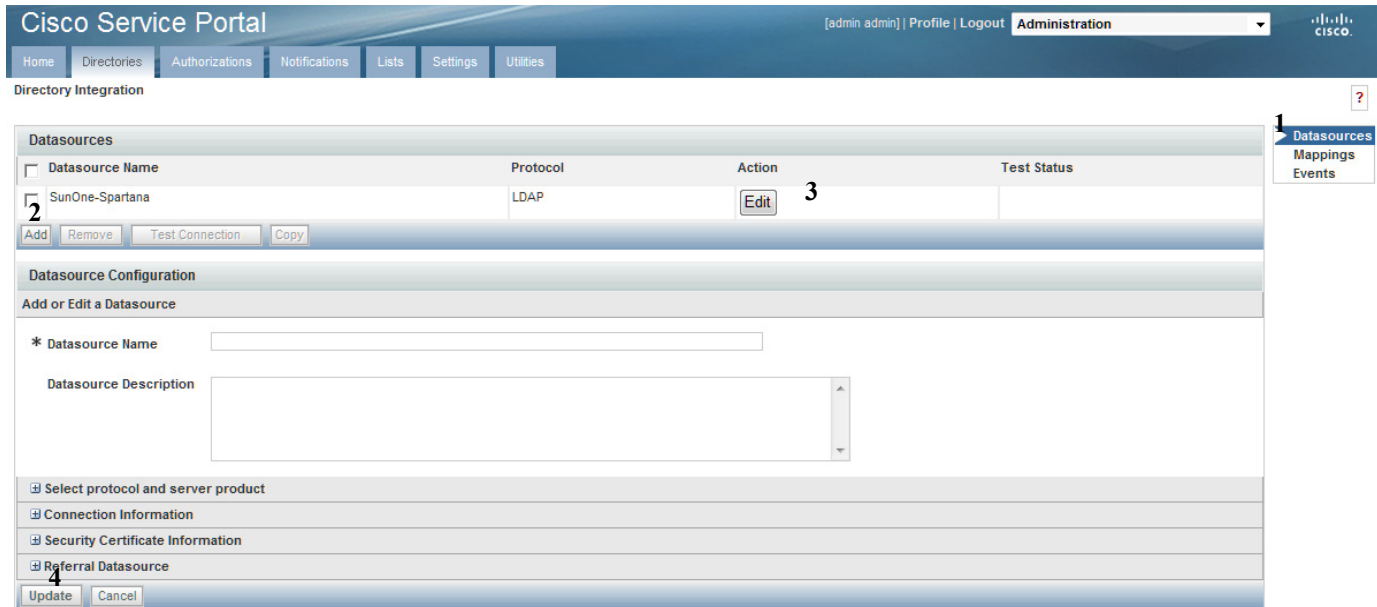 Cisco Service Portal
[admin admin] | Profile | Logout Administration
cisco.
Home Directories Authorizations Notifications Lists Settings Utilities
Directory Integration
?
1
Datasources
Datasources
Mappings
Events
Datasource Name Protocol Action Test Status
SunOne-Spartana LDAP Edit 3
2
Add Remove Test Connection Copy
Datasource Configuration
Add or Edit a Datasource
* Datasource Name
Datasource Description
Select protocol and server product
Connection Information
Security Certificate Information
Referral Datasource
4
Update Cancel